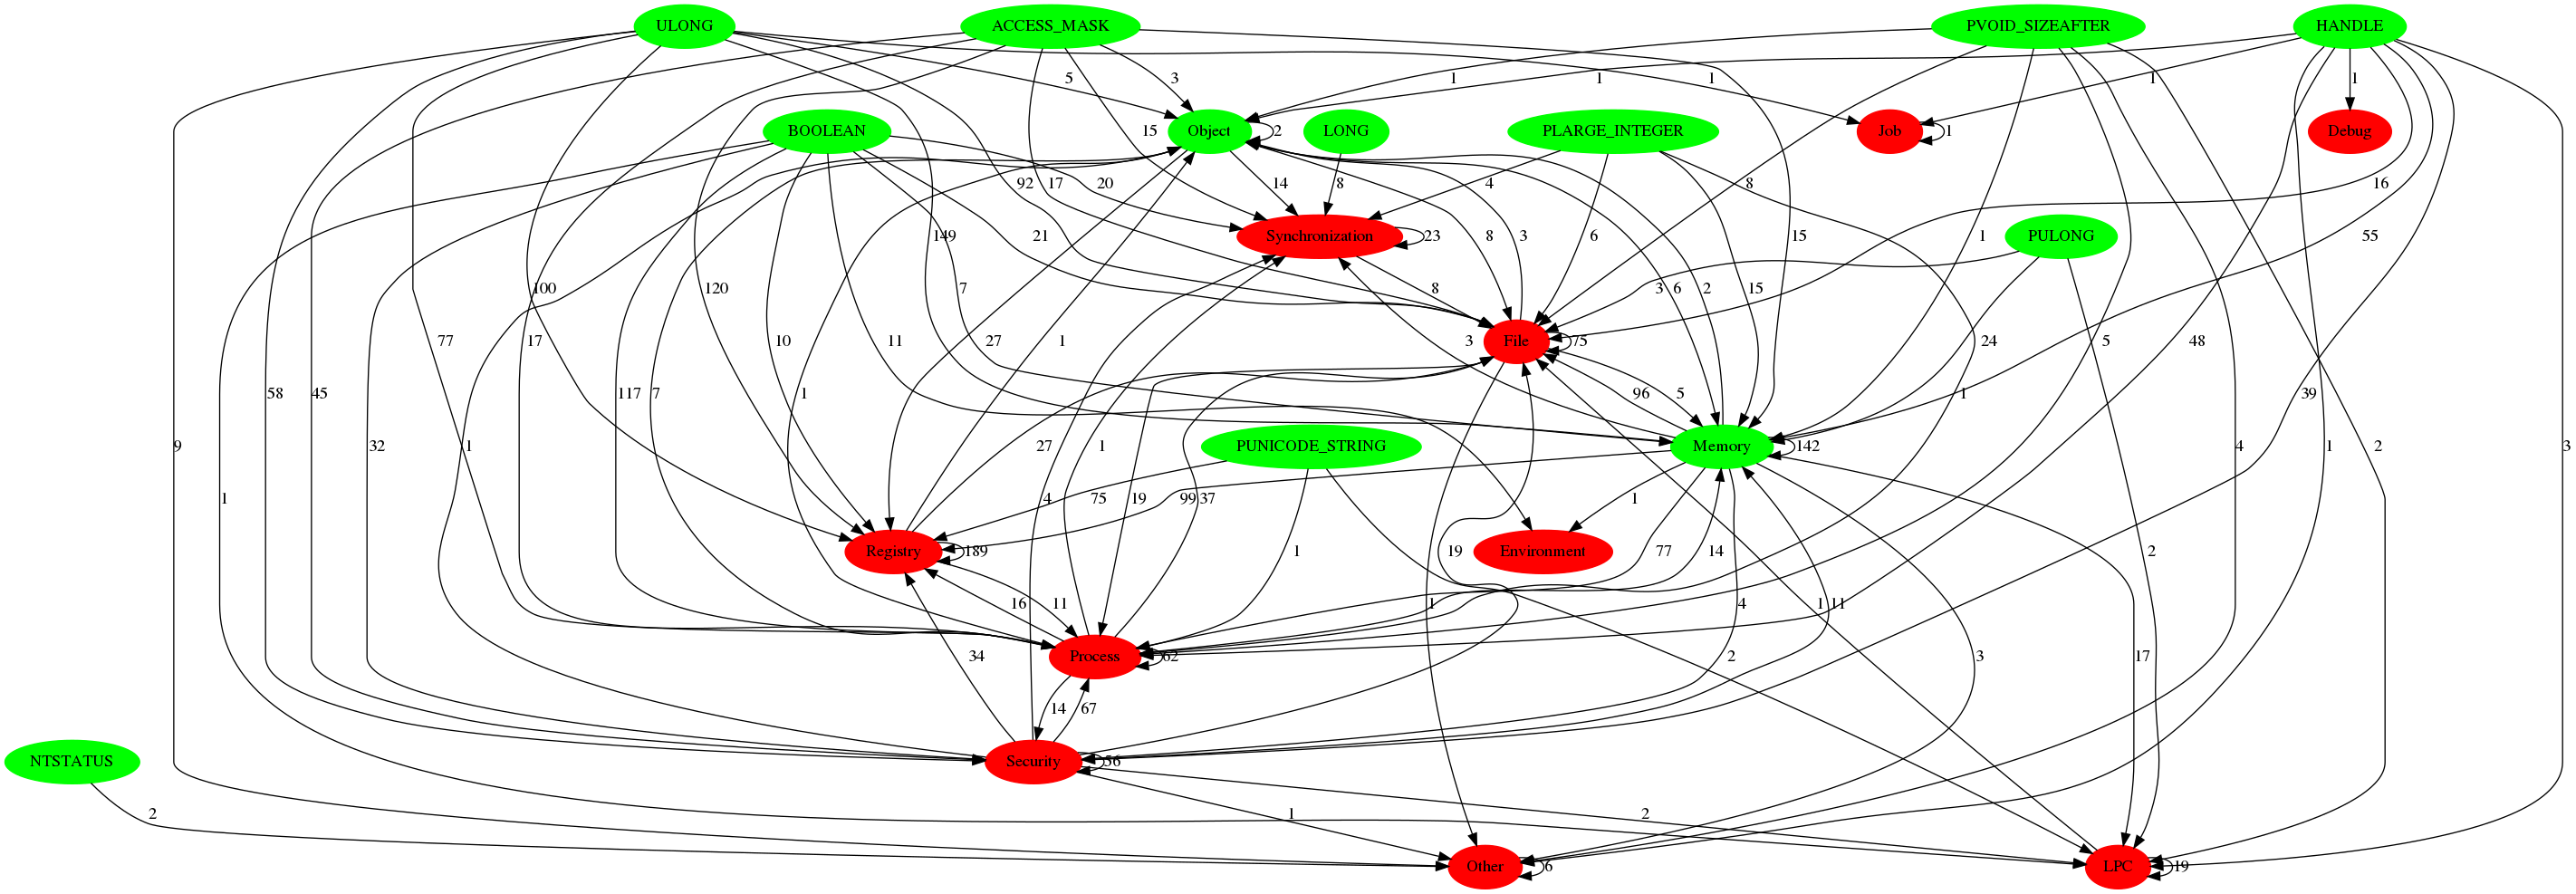 ULONG ACCESS_MASK PVOID_SIZEAFTER HANDLE
5 3 1 1 1 1 1
BOOLEAN Object 2 LONG PLARGE_INTEGER Job 1 Debug
92 17 20 15 14 8 4 8 16
149 21 Synchronization 23 8 3 6 15 1 PULONG 55
100 120 7 10 11 1 27 3 8 6 2 15 3 24 5 48
77 17 117 7 1 File 75
58 45 96 5 1 39
9 1 32 1 27 4 1 19 37 PUNICODE_STRING 3 Memory 142 4 1 2 3
75 99 1
Registry 189 1 19 Environment 77 14 2
16 11 1 4 1 11
34 Process 62 2 3 17
14 67
NTSTATUS Security 56
2 1 2
Other 6 LPC 19